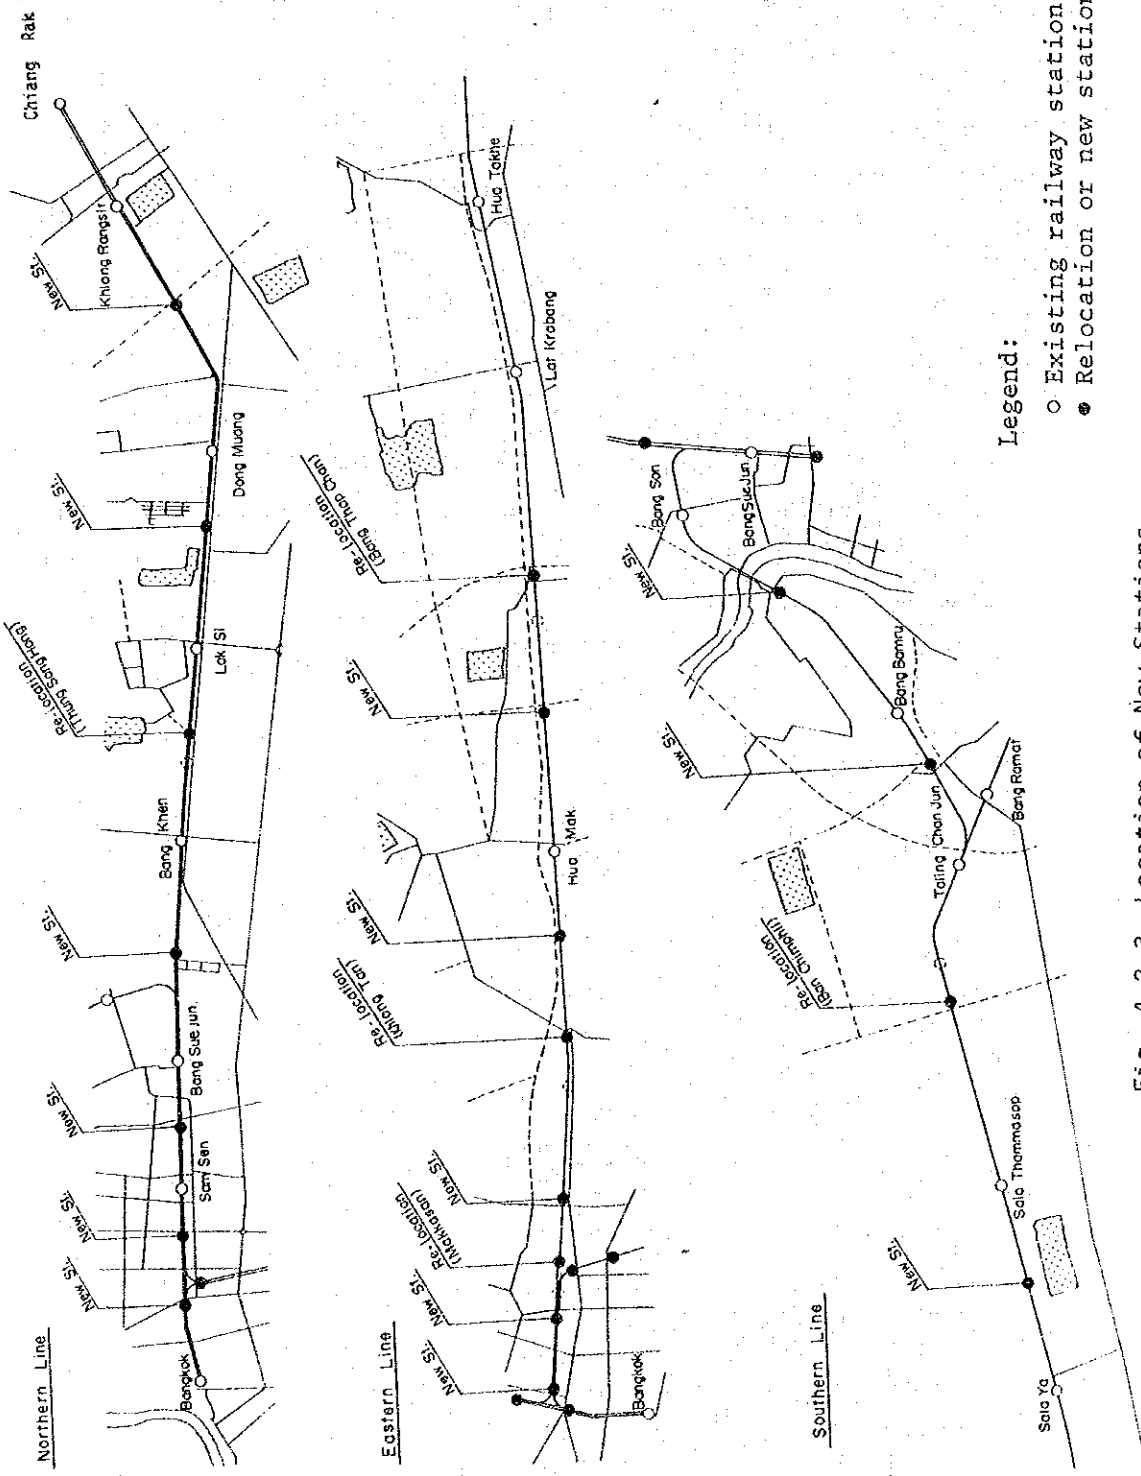 Northern Line
Bangkok
New St.
New St.
Sam Sen
New St.
Bang Sue Jun.
New St.
Bang Khen
Re-location
(Thung Song Hong)
Lak Si
New St.
Dong Muang
New St.
Khlong Rangsit
Chiang Rak
Eastern Line
Bangkok
New St.
New St.
Re-location
(Makkasan)
New St.
Re-location
(Khlong Tan)
New St.
Hua Mak
New St.
Re-location
(Bang Thap Chan)
Lat Krabang
Hua Takhe
Southern Line
Sala Ya
New St.
Sala Thammasop
Re-location
(Ban Chimphli)
Taling Chan Jun
Bang Ramat
New St.
Bang Bamru
New St.
Bang Son
Bang Sue Jun.
Legend:
○ Existing railway station
● Relocation or new station
Location of New Stations